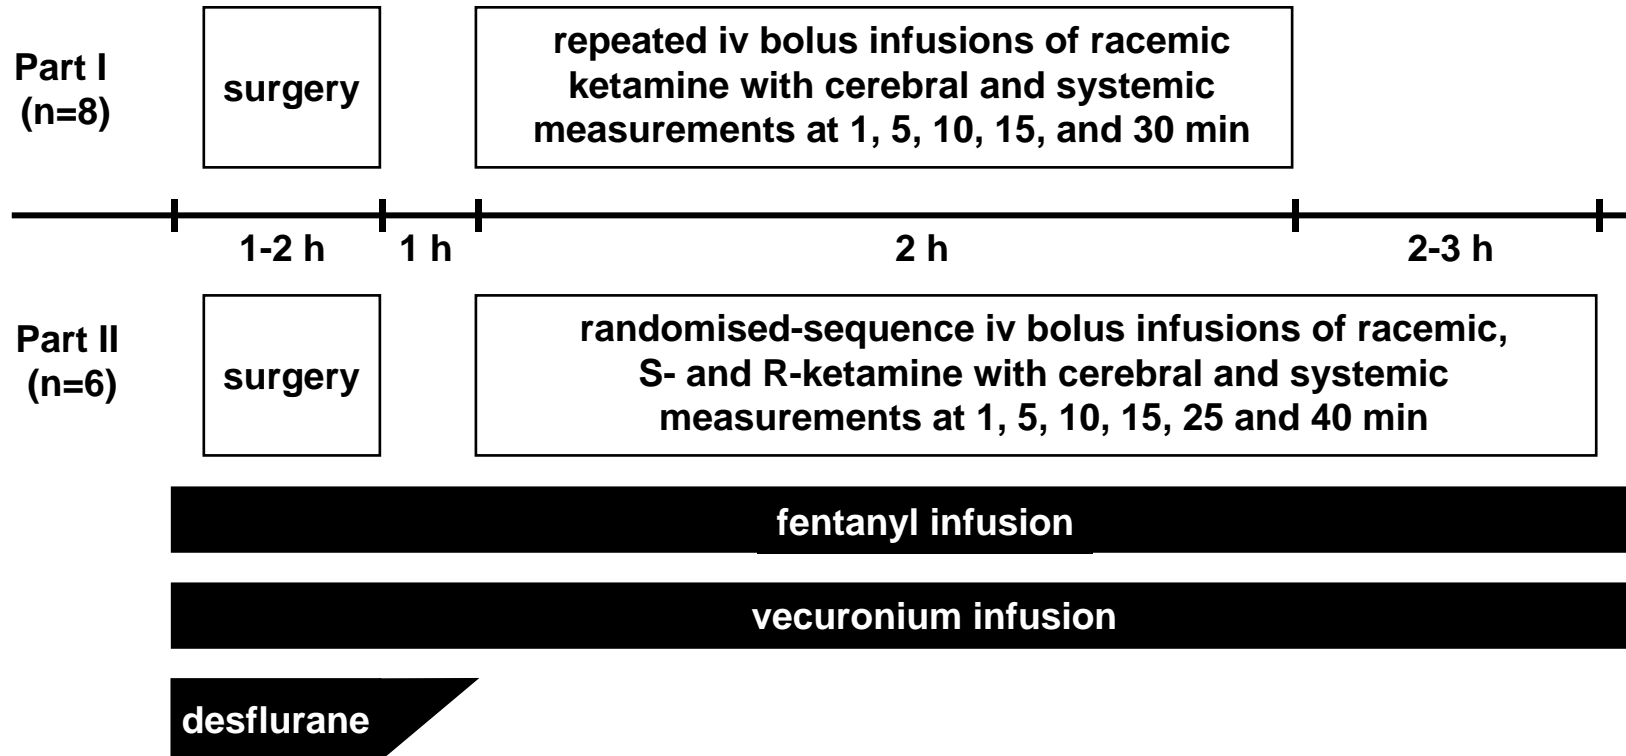 Part I
(n=8)
surgery
repeated iv bolus infusions of racemic
ketamine with cerebral and systemic
measurements at 1, 5, 10, 15, and 30 min
1-2 h
1 h
2 h
2-3 h
Part II
(n=6)
surgery
randomised-sequence iv bolus infusions of racemic,
S- and R-ketamine with cerebral and systemic
measurements at 1, 5, 10, 15, 25 and 40 min
fentanyl infusion
vecuronium infusion
desflurane